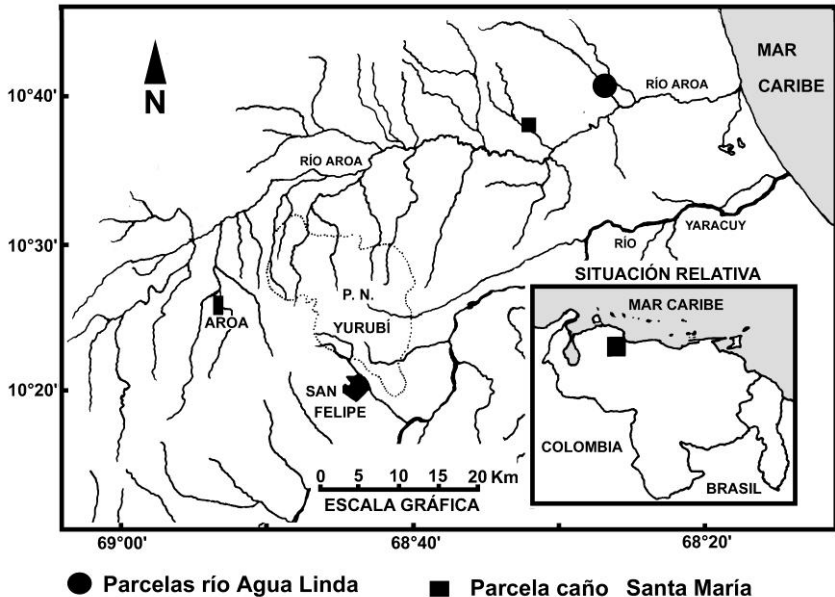 MAR
CARIBE
10°40'
N
RÍO AROA
RÍO AROA
10°30'
YARACUY
RÍO
SITUACIÓN RELATIVA
P. N.
YURUBÍ
AROA
MAR CARIBE
10°20'
SAN
FELIPE
COLOMBIA
BRASIL
0 5 10 20 Km
ESCALA GRÁFICA
69°00' 68°40' 68°20'
Parcelas río Agua Linda Parcela caño Santa María